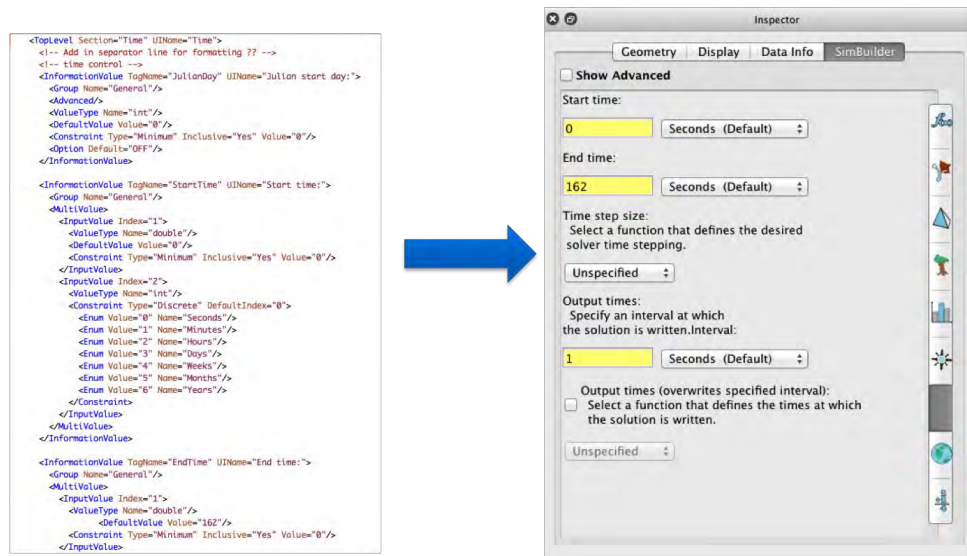 <TopLevel Section="Time" UIName="Time">
<!-- Add in separator line for formatting ?? -->
<!-- time control -->
<InformationValue TagName="JulianDay" UIName="Julian start day:">
<Group Name="General"/>
<Advanced/>
<ValueType Name="int"/>
<DefaultValue Value="0"/>
<Constraint Type="Minimum" Inclusive="Yes" Value="0"/>
<Option Default="OFF"/>
</InformationValue>
<InformationValue TagName="StartTime" UIName="Start time:">
<Group Name="General"/>
<MultiValue>
<InputValue Index="1">
<ValueType Name="double"/>
<DefaultValue Value="0"/>
<Constraint Type="Minimum" Inclusive="Yes" Value="0"/>
</InputValue>
<InputValue Index="2">
<ValueType Name="int"/>
<Constraint Type="Discrete" DefaultIndex="0">
<Enum Value="0" Name="Seconds"/>
<Enum Value="1" Name="Minutes"/>
<Enum Value="2" Name="Hours"/>
<Enum Value="3" Name="Days"/>
<Enum Value="4" Name="Weeks"/>
<Enum Value="5" Name="Months"/>
<Enum Value="6" Name="Years"/>
</Constraint>
</InputValue>
</MultiValue>
</InformationValue>
<InformationValue TagName="EndTime" UIName="End time:">
<Group Name="General"/>
<MultiValue>
<InputValue Index="1">
<ValueType Name="double"/>
<DefaultValue Value="162"/>
<Constraint Type="Minimum" Inclusive="Yes" Value="0"/>
</InputValue>
Inspector
Geometry Display Data Info SimBuilder
Show Advanced
Start time:
0 Seconds (Default)
End time:
162 Seconds (Default)
Time step size:
Select a function that defines the desired
solver time stepping.
Unspecified
Output times:
Specify an interval at which
the solution is written.Interval:
1 Seconds (Default)
Output times (overwrites specified interval):
Select a function that defines the times at which
the solution is written.
Unspecified